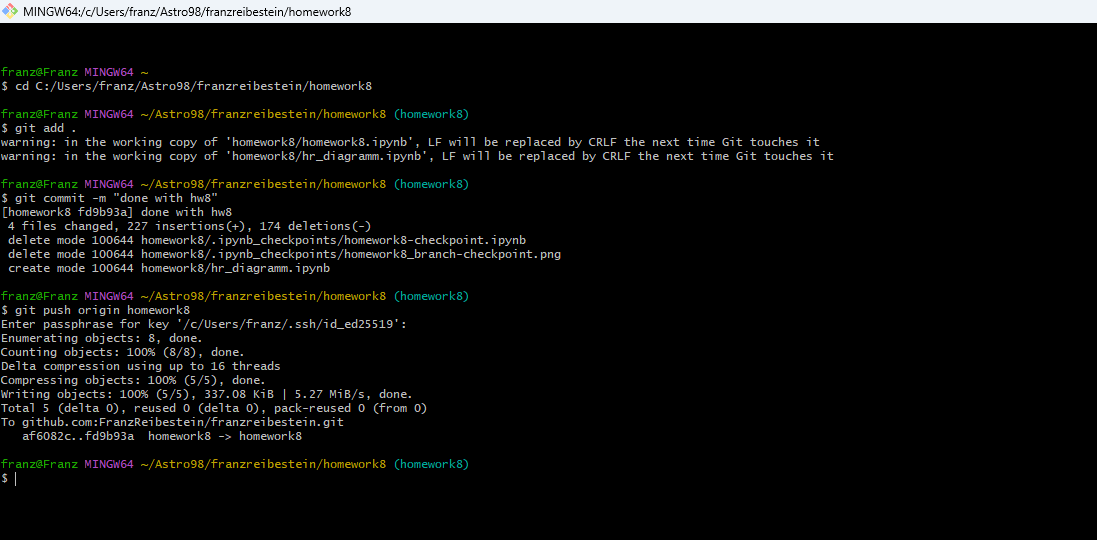 MINGW64:/c/Users/franz/Astro98/franzreibestein/homework8
franz@Franz MINGW64 ~
$ cd C:/Users/franz/Astro98/franzreibestein/homework8
franz@Franz MINGW64 ~/Astro98/franzreibestein/homework8 (homework8)
$ git add .
warning: in the working copy of 'homework8/homework8.ipynb', LF will be replaced by CRLF the next time Git touches it
warning: in the working copy of 'homework8/hr_diagramm.ipynb', LF will be replaced by CRLF the next time Git touches it
franz@Franz MINGW64 ~/Astro98/franzreibestein/homework8 (homework8)
$ git commit -m "done with hw8"
[homework8 fd9b93a] done with hw8
 4 files changed, 227 insertions(+), 174 deletions(-)
 delete mode 100644 homework8/.ipynb_checkpoints/homework8-checkpoint.ipynb
 delete mode 100644 homework8/.ipynb_checkpoints/homework8_branch-checkpoint.png
 create mode 100644 homework8/hr_diagramm.ipynb
franz@Franz MINGW64 ~/Astro98/franzreibestein/homework8 (homework8)
$ git push origin homework8
Enter passphrase for key '/c/Users/franz/.ssh/id_ed25519':
Enumerating objects: 8, done.
Counting objects: 100% (8/8), done.
Delta compression using up to 16 threads
Compressing objects: 100% (5/5), done.
Writing objects: 100% (5/5), 337.08 KiB | 5.27 MiB/s, done.
Total 5 (delta 0), reused 0 (delta 0), pack-reused 0 (from 0)
To github.com:FranzReibestein/franzreibestein.git
   af6082c..fd9b93a  homework8 -> homework8
franz@Franz MINGW64 ~/Astro98/franzreibestein/homework8 (homework8)
$